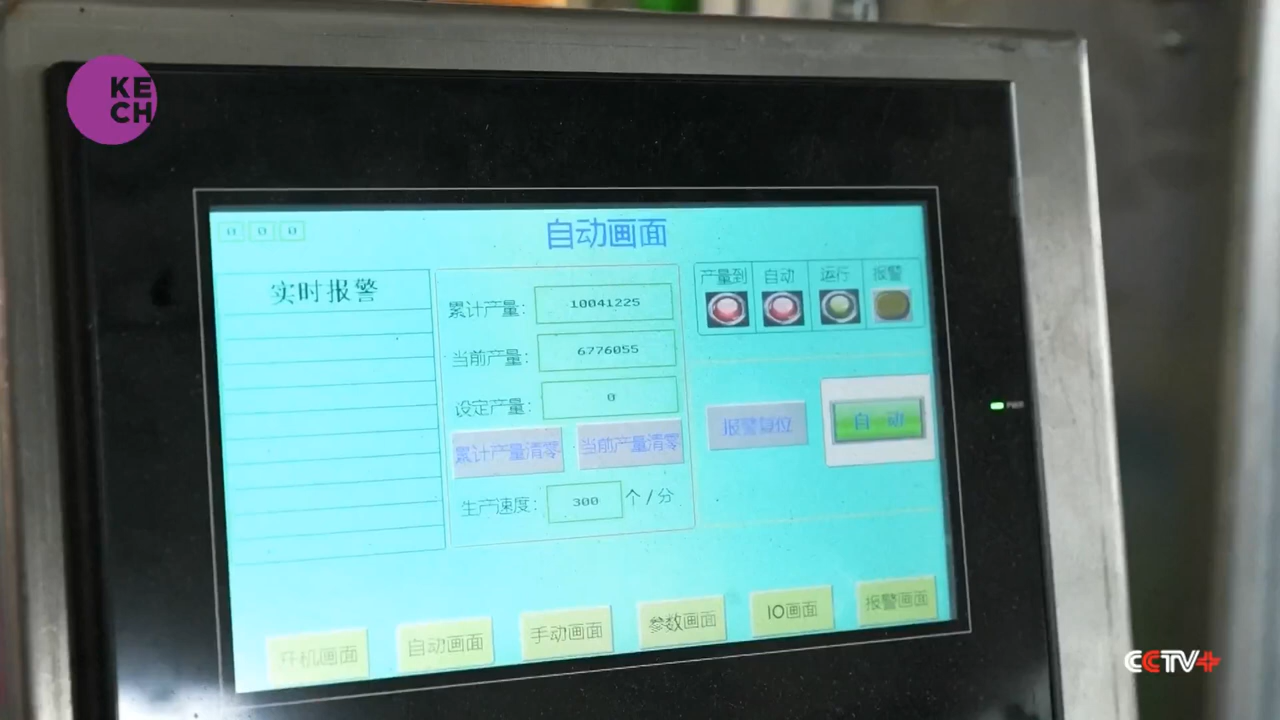 KE
CH
0 0 0
自动画面
实时报警
累计产量: 10041225
当前产量: 6776055
设定产量: 0
累计产量清零 当前产量清零
生产速度: 300 个/分
产量到 自动 运行 报警
报警复位 自动
PWR
开机画面 自动画面 手动画面 参数画面 IO画面 报警画面
CCTV+